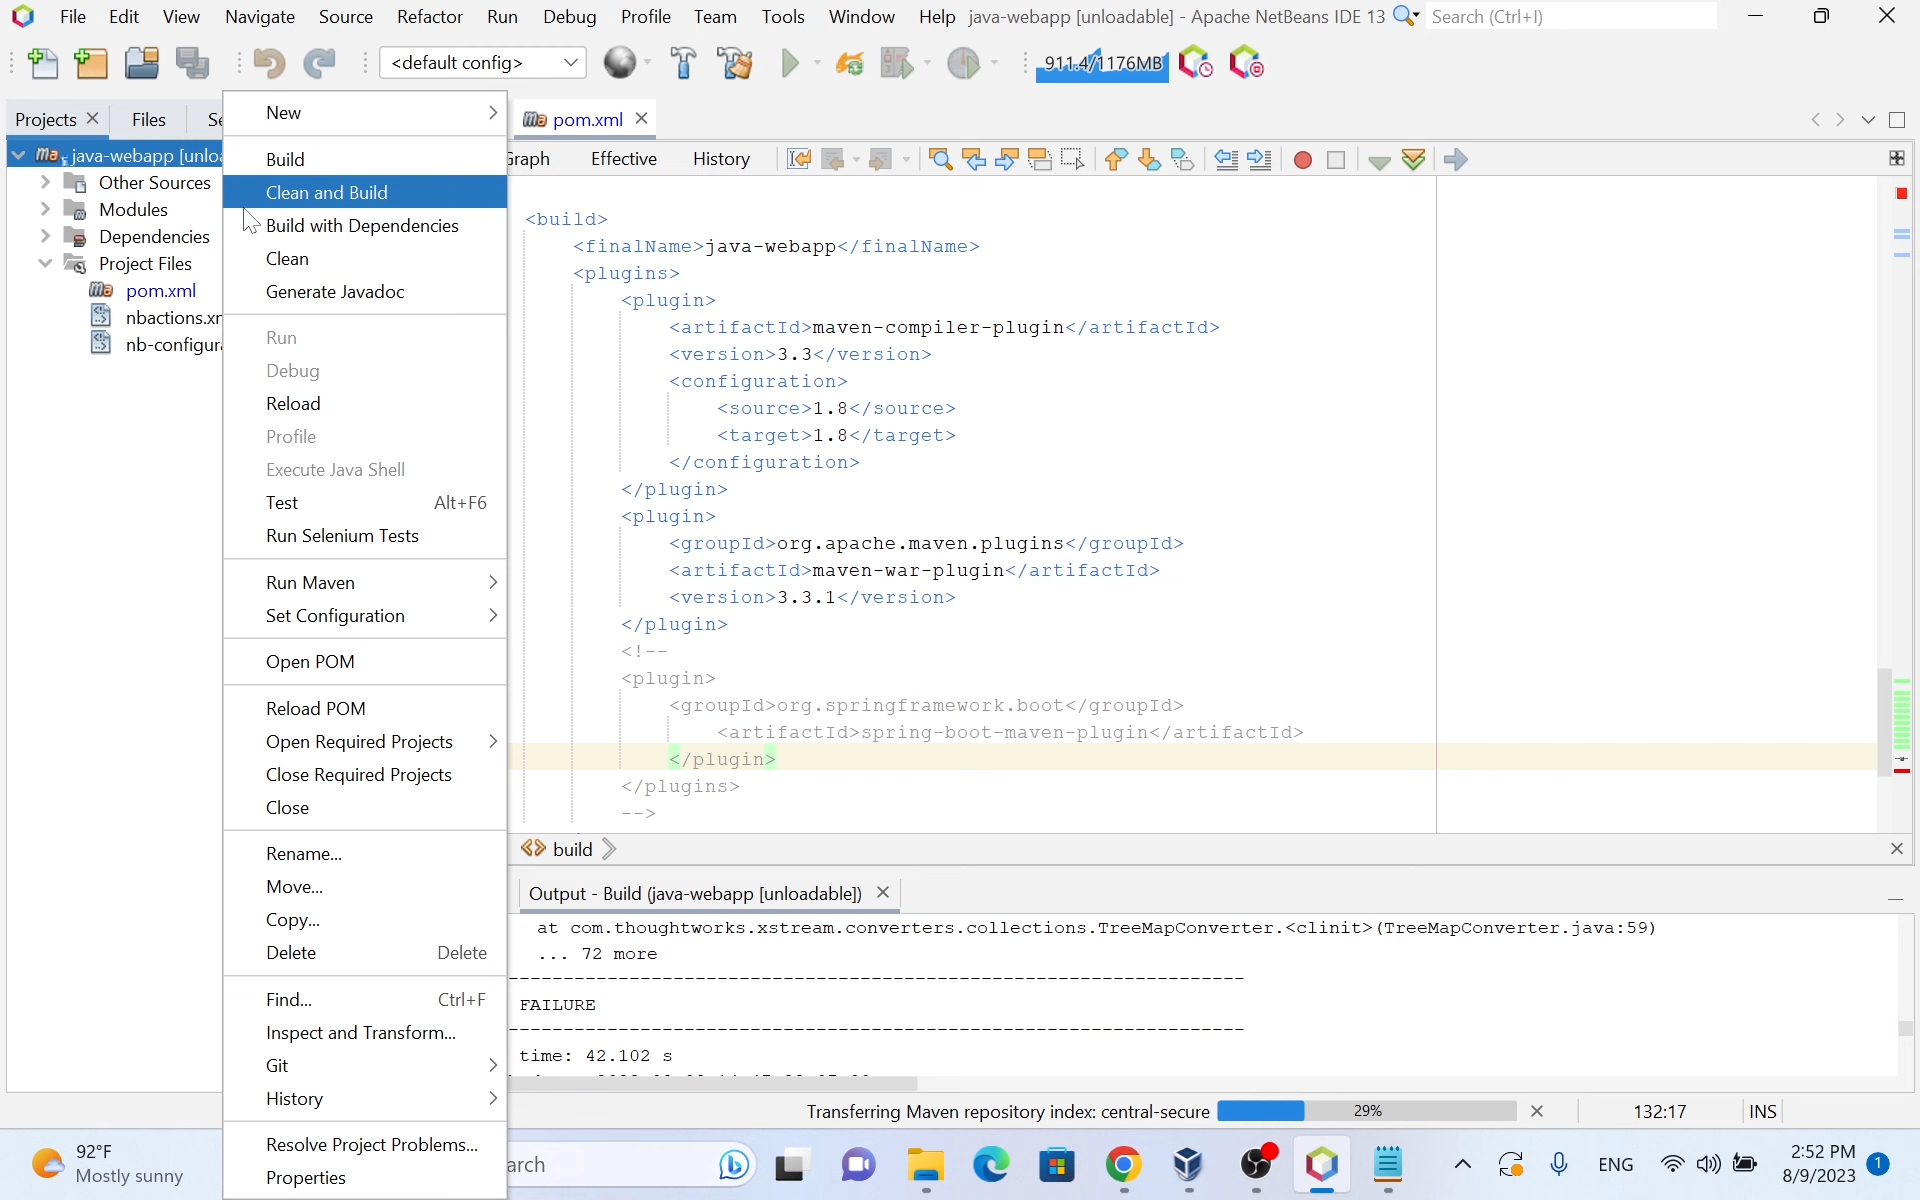 File Edit View Navigate Source Refactor Run Debug Profile Team Tools Window Help java-webapp [unloadable] - Apache NetBeans IDE 13 Search (Ctrl+I)
<default config> 911.4/1176MB
Projects Files Se pom.xml
Graph Effective History
java-webapp [unloa
Other Sources
Modules
Dependencies
Project Files
pom.xml
nbactions.xr
nb-configura
New
Build
Clean and Build
Build with Dependencies
Clean
Generate Javadoc
Run
Debug
Reload
Profile
Execute Java Shell
Test Alt+F6
Run Selenium Tests
Run Maven
Set Configuration
Open POM
Reload POM
Open Required Projects
Close Required Projects
Close
Rename...
Move...
Copy...
Delete Delete
Find... Ctrl+F
Inspect and Transform...
Git
History
Resolve Project Problems...
Properties
<build>
<finalName>java-webapp</finalName>
<plugins>
<plugin>
<artifactId>maven-compiler-plugin</artifactId>
<version>3.3</version>
<configuration>
<source>1.8</source>
<target>1.8</target>
</configuration>
</plugin>
<plugin>
<groupId>org.apache.maven.plugins</groupId>
<artifactId>maven-war-plugin</artifactId>
<version>3.3.1</version>
</plugin>
<!--
<plugin>
<groupId>org.springframework.boot</groupId>
<artifactId>spring-boot-maven-plugin</artifactId>
</plugin>
</plugins>
-->
build
Output - Build (java-webapp [unloadable])
at com.thoughtworks.xstream.converters.collections.TreeMapConverter.<clinit>(TreeMapConverter.java:59)
... 72 more
------------------------------------------------------------------------
FAILURE
------------------------------------------------------------------------
time: 42.102 s
Transferring Maven repository index: central-secure 29% 132:17 INS
92°F
Mostly sunny
arch
ENG
2:52 PM
8/9/2023
1